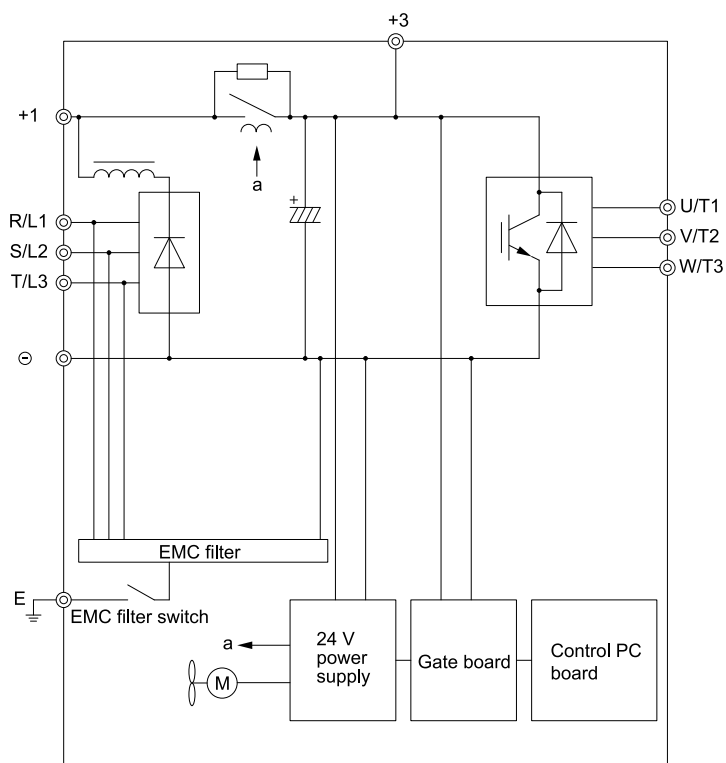 +3
+1
a
+
R/L1
S/L2
T/L3
U/T1
V/T2
W/T3
⊖
EMC filter
E
EMC filter switch
a
M
24 V
power
supply
Gate board
Control PC
board